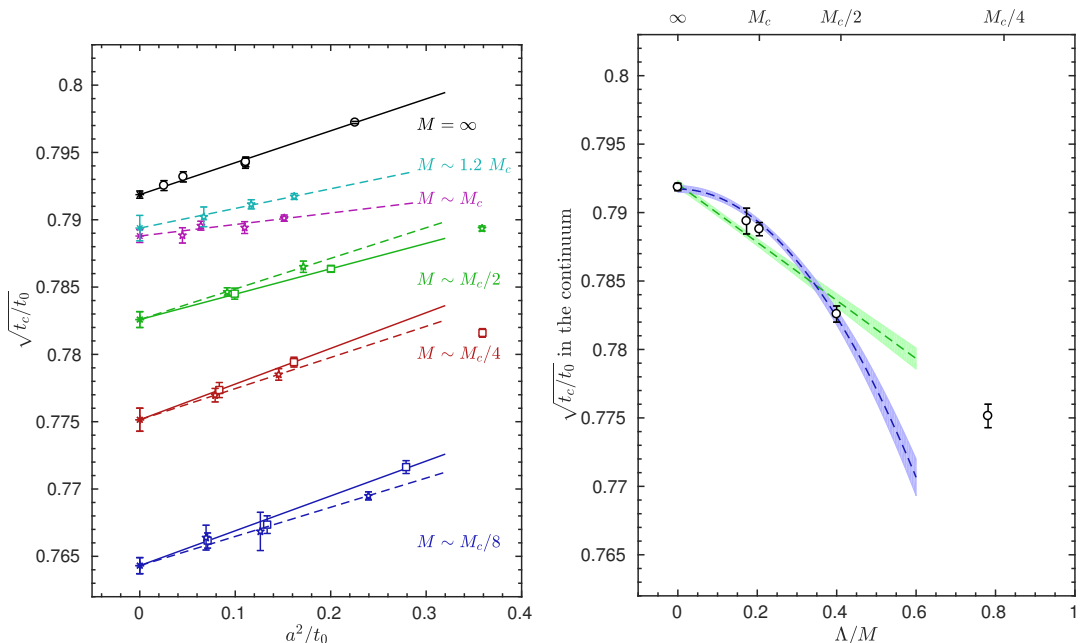 √t_c/t_0
0.8
0.795
0.79
0.785
0.78
0.775
0.77
0.765
M = ∞
M ∼ 1.2 M_c
M ∼ M_c
M ∼ M_c/2
M ∼ M_c/4
M ∼ M_c/8
0 0.1 0.2 0.3 0.4
a²/t_0
∞ M_c M_c/2 M_c/4
√t_c/t_0 in the continuum
0.8
0.795
0.79
0.785
0.78
0.775
0.77
0.765
0 0.2 0.4 0.6 0.8 1
Λ/M